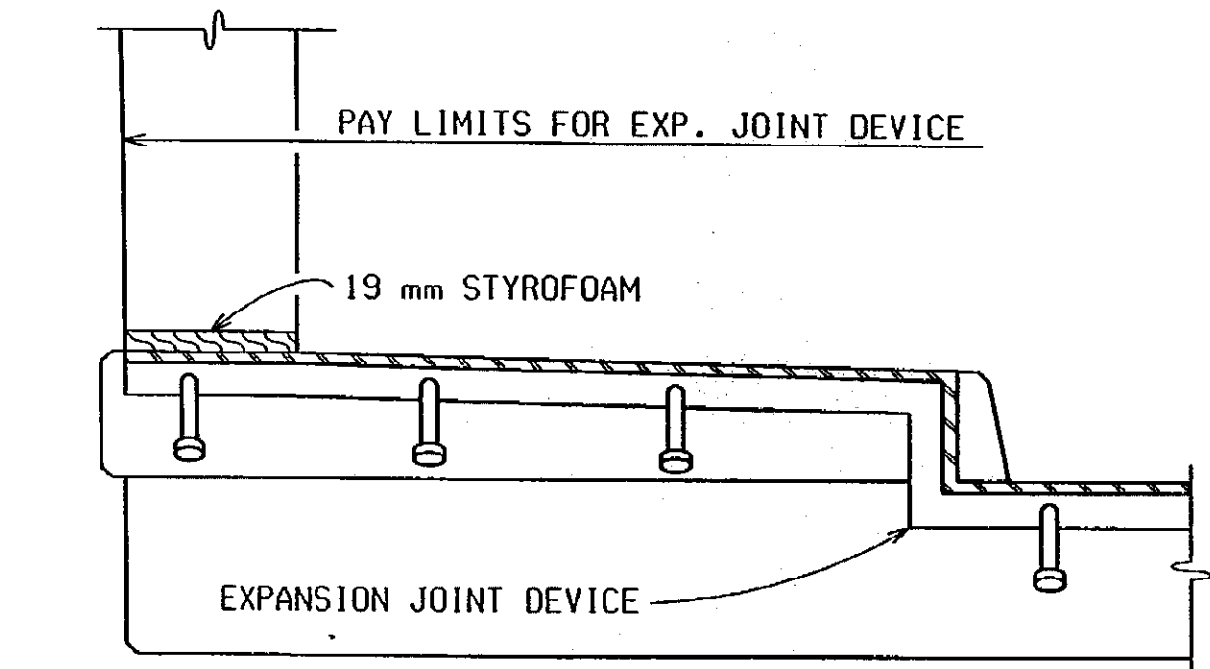 PAY LIMITS FOR EXP. JOINT DEVICE
19 mm STYROFOAM
EXPANSION JOINT DEVICE